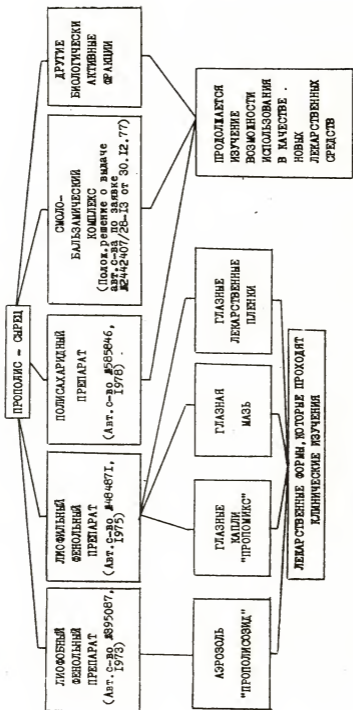 ПРОПОЛИС - СЫРЕЦ
ЛИОФОБНЫЙ
ФЕНОЛЬНЫЙ
ПРЕПАРАТ
(Авт.с-во №395087,
1973)
ЛИОФИЛЬНЫЙ
ФЕНОЛЬНЫЙ
ПРЕПАРАТ
(Авт.с-во №484871,
1975)
ПОЛИСАХАРИДНЫЙ
ПРЕПАРАТ
(Авт.с-во №585846,
1978)
СМОЛО-
БАЛЬЗАМИЧЕСКИЙ
КОМПЛЕКС
(Полож.решение о выдаче
авт.с-ва по заявке
№2442407/28-13 от 30.12.77)
ДРУГИЕ
БИОЛОГИЧЕСКИ
АКТИВНЫЕ
ФРАКЦИИ
АЭРОЗОЛЬ
"ПРОПОЛИСОЗИД"
ГЛАЗНЫЕ
КАПЛИ
"ПРОПОМИКС"
ГЛАЗНАЯ
МАЗЬ
ГЛАЗНЫЕ
ЛЕКАРСТВЕННЫЕ
ПЛЕНКИ
ПРОДОЛЖАЕТСЯ
ИЗУЧЕНИЕ
ВОЗМОЖНОСТИ
ИСПОЛЬЗОВАНИЯ
В КАЧЕСТВЕ .
НОВЫХ
ЛЕКАРСТВЕННЫХ
СРЕДСТВ
ЛЕКАРСТВЕННЫЕ ФОРМЫ,КОТОРЫЕ ПРОХОДЯТ
КЛИНИЧЕСКИЕ ИЗУЧЕНИЯ